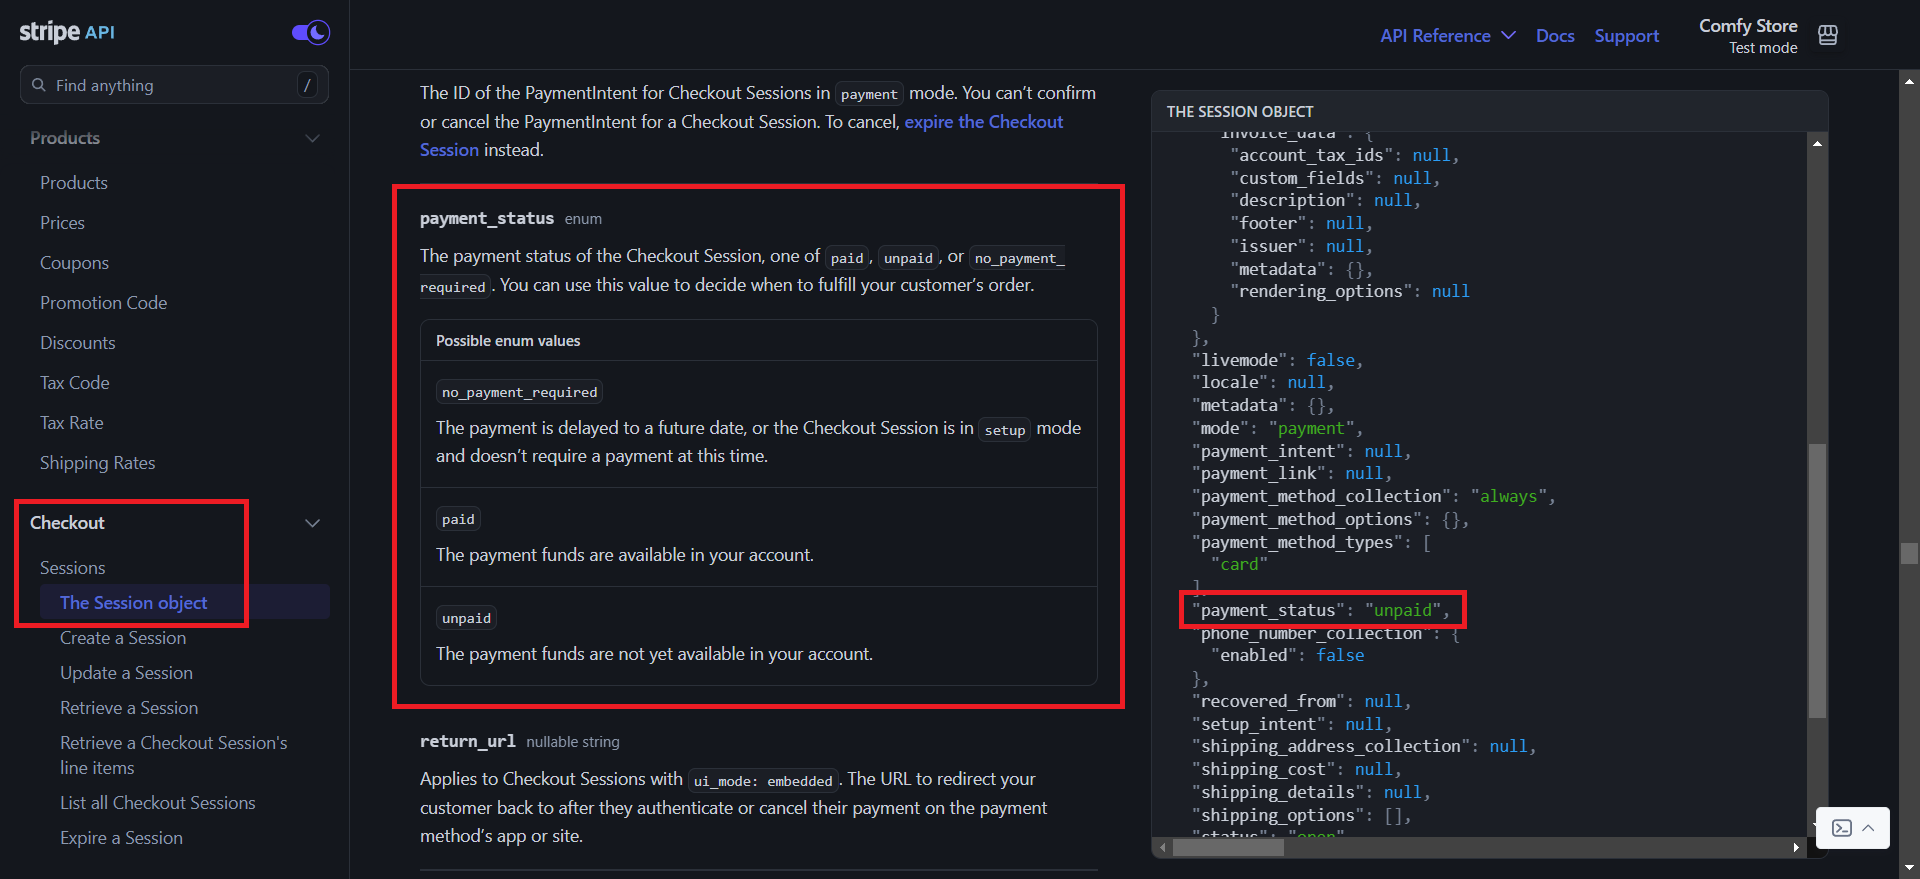 stripe API
Find anything /
Products
Products
Prices
Coupons
Promotion Code
Discounts
Tax Code
Tax Rate
Shipping Rates
Checkout
Sessions
The Session object
Create a Session
Update a Session
Retrieve a Session
Retrieve a Checkout Session's
line items
List all Checkout Sessions
Expire a Session
API Reference
Docs
Support
Comfy Store
Test mode
The ID of the PaymentIntent for Checkout Sessions in payment mode. You can’t confirm
or cancel the PaymentIntent for a Checkout Session. To cancel, expire the Checkout
Session instead.
payment_status enum
The payment status of the Checkout Session, one of paid, unpaid, or no_payment_
required. You can use this value to decide when to fulfill your customer’s order.
Possible enum values
no_payment_required
The payment is delayed to a future date, or the Checkout Session is in setup mode
and doesn’t require a payment at this time.
paid
The payment funds are available in your account.
unpaid
The payment funds are not yet available in your account.
return_url nullable string
Applies to Checkout Sessions with ui_mode: embedded. The URL to redirect your
customer back to after they authenticate or cancel their payment on the payment
method’s app or site.
THE SESSION OBJECT
"invoice_data": {
"account_tax_ids": null,
"custom_fields": null,
"description": null,
"footer": null,
"issuer": null,
"metadata": {},
"rendering_options": null
}
},
"livemode": false,
"locale": null,
"metadata": {},
"mode": "payment",
"payment_intent": null,
"payment_link": null,
"payment_method_collection": "always",
"payment_method_options": {},
"payment_method_types": [
"card"
],
"payment_status": "unpaid",
"phone_number_collection": {
"enabled": false
},
"recovered_from": null,
"setup_intent": null,
"shipping_address_collection": null,
"shipping_cost": null,
"shipping_details": null,
"shipping_options": [],
"status": "open"